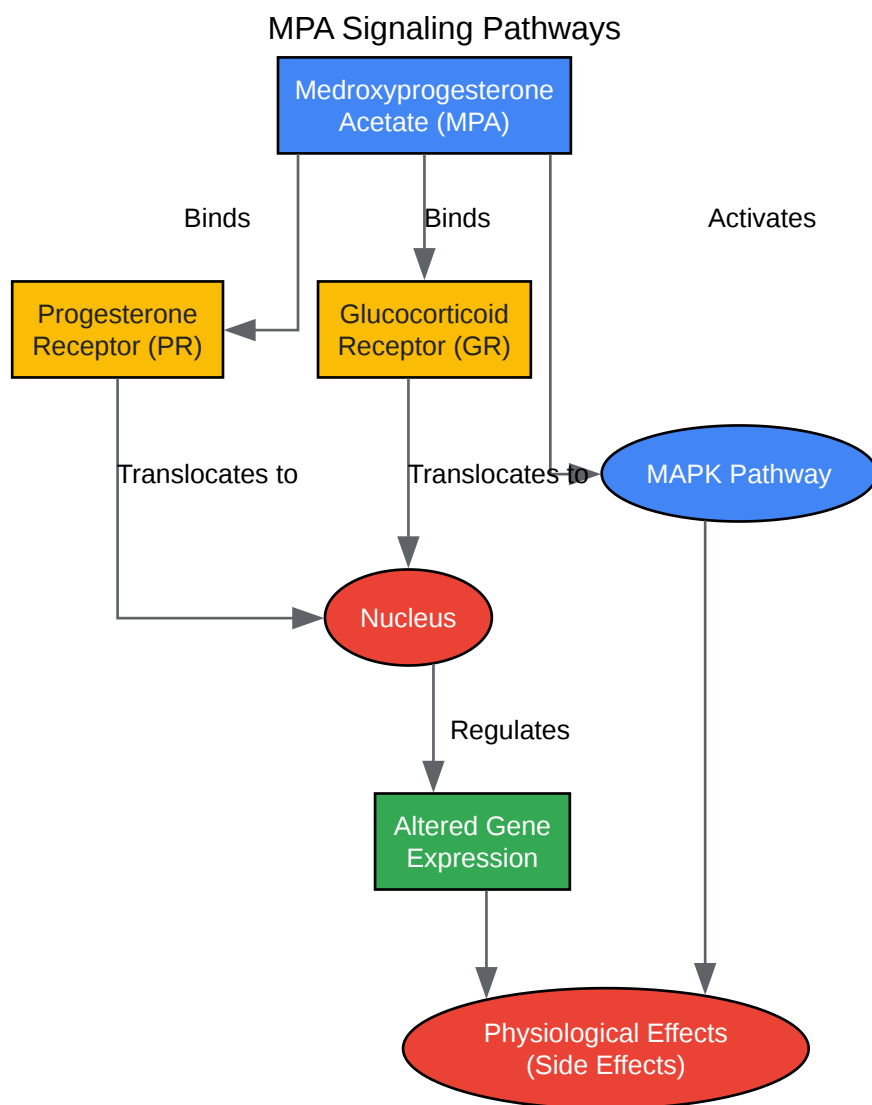 MPA Signaling Pathways
Medroxyprogesterone
Acetate (MPA)
Binds
Binds
Activates
Progesterone
Receptor (PR)
Glucocorticoid
Receptor (GR)
Translocates to
Translocates to
MAPK Pathway
Nucleus
Regulates
Altered Gene
Expression
Physiological Effects
(Side Effects)